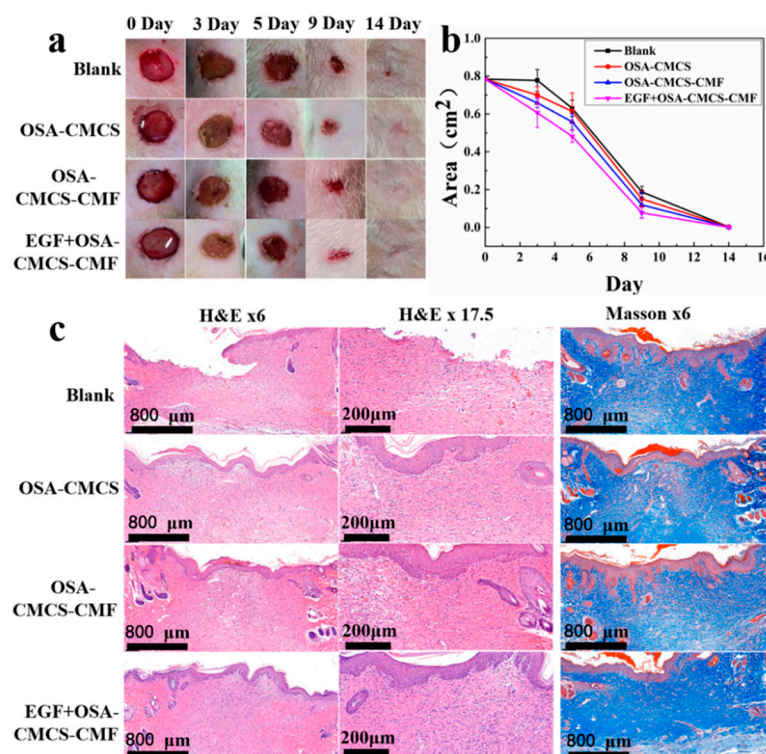 a
0 Day 3 Day 5 Day 9 Day 14 Day
Blank
OSA-CMCS
OSA-
CMCS-CMF
EGF+OSA-
CMCS-CMF
b
Blank
OSA-CMCS
OSA-CMCS-CMF
EGF+OSA-CMCS-CMF
Area (cm²)
0.8
0.6
0.4
0.2
0.0
0 2 4 6 8 10 12 14 16
Day
c
H&E x6 H&E x 17.5 Masson x6
Blank
800 µm 200µm 800 µm
OSA-CMCS
800 µm 200µm 800 µm
OSA-
CMCS-CMF
800 µm 200µm 800 µm
EGF+OSA-
CMCS-CMF
800 µm 200µm 800 µm